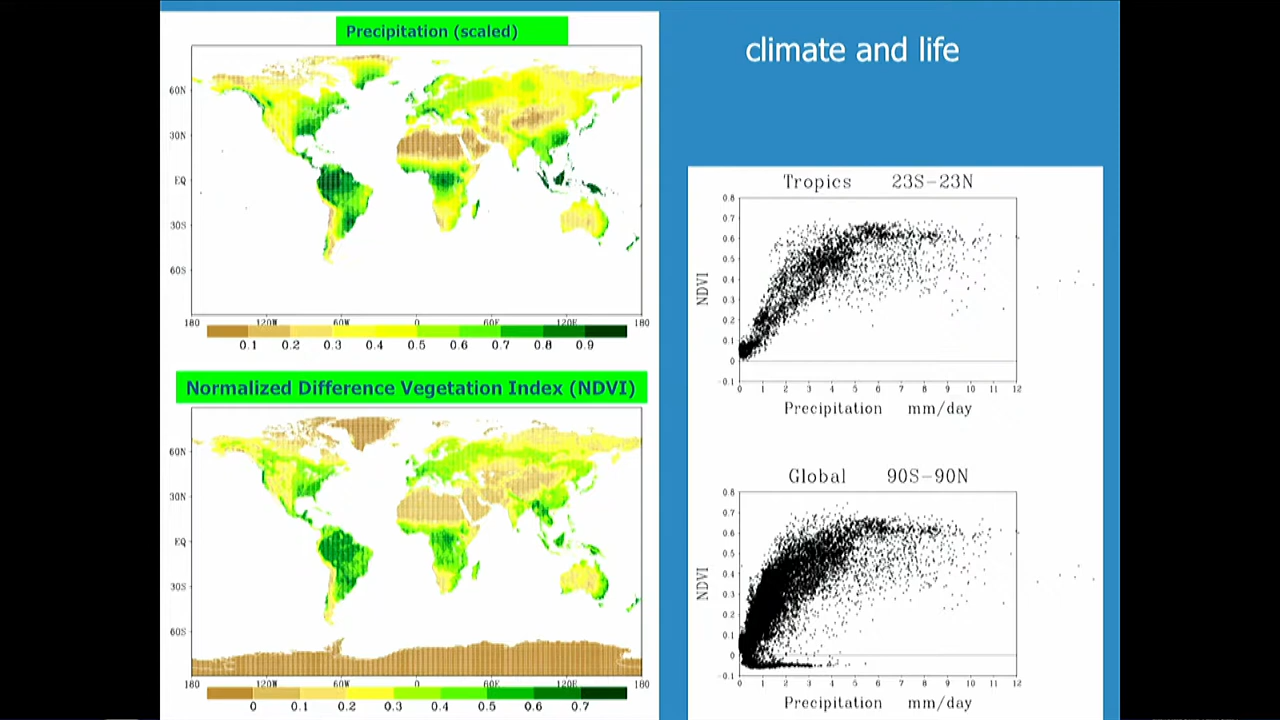 Precipitation (scaled)
60N
30N
EQ
30S
60S
180 120W 60W 0 60E 120E 180
0.1 0.2 0.3 0.4 0.5 0.6 0.7 0.8 0.9
Normalized Difference Vegetation Index (NDVI)
60N
30N
EQ
30S
60S
180 120W 60W 0 60E 120E 180
0 0.1 0.2 0.3 0.4 0.5 0.6 0.7
climate and life
Tropics 23S-23N
0.8
0.7
0.6
0.5
0.4
0.3
0.2
0.1
0
-0.1
NDVI
0 1 2 3 4 5 6 7 8 9 10 11 12
Precipitation mm/day
Global 90S-90N
0.8
0.7
0.6
0.5
0.4
0.3
0.2
0.1
0
-0.1
NDVI
0 1 2 3 4 5 6 7 8 9 10 11 12
Precipitation mm/day